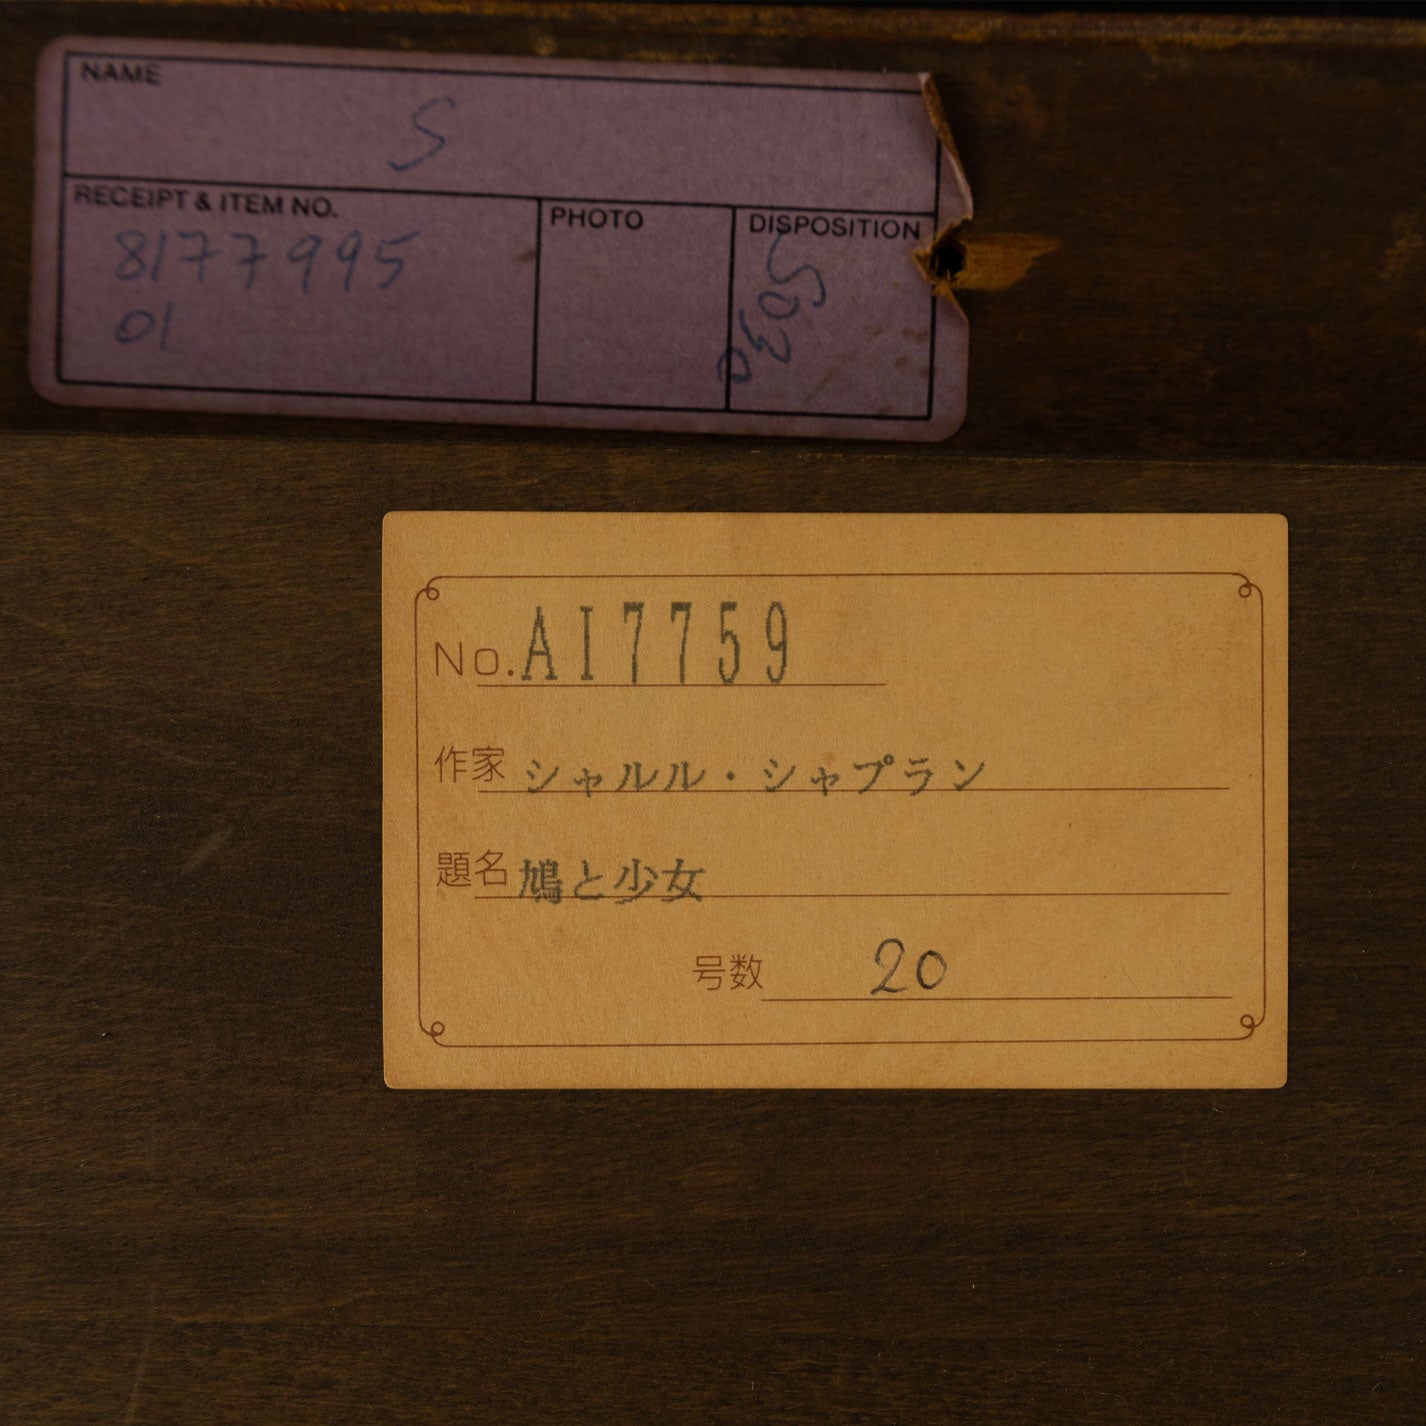 NAME
S
RECEIPT & ITEM NO.
PHOTO
DISPOSITION
8177995
01
No. AI7759
作家 シャルル・シャプラン
題名 鳩と少女
号数 20